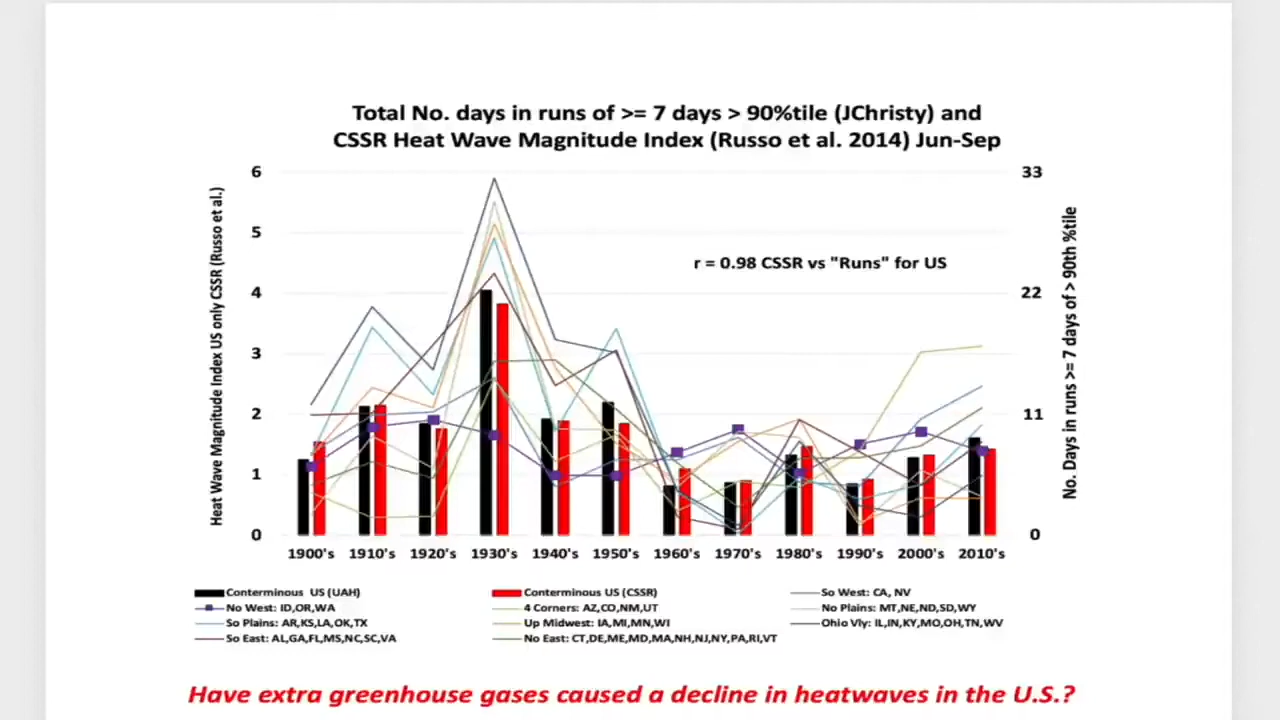 Total No. days in runs of >= 7 days > 90%tile (JChristy) and
CSSR Heat Wave Magnitude Index (Russo et al. 2014) Jun-Sep
Heat Wave Magnitude Index US only CSSR (Russo et al.)
6
5
4
3
2
1
0
r = 0.98 CSSR vs "Runs" for US
33
22
11
0
No. Days in runs >= 7 days of > 90th %tile
1900's 1910's 1920's 1930's 1940's 1950's 1960's 1970's 1980's 1990's 2000's 2010's
Conterminous US (UAH) Conterminous US (CSSR) So West: CA, NV
No West: ID,OR,WA 4 Corners: AZ,CO,NM,UT No Plains: MT,NE,ND,SD,WY
So Plains: AR,KS,LA,OK,TX Up Midwest: IA,MI,MN,WI Ohio Vly: IL,IN,KY,MO,OH,TN,WV
So East: AL,GA,FL,MS,NC,SC,VA No East: CT,DE,ME,MD,MA,NH,NJ,NY,PA,RI,VT
Have extra greenhouse gases caused a decline in heatwaves in the U.S.?